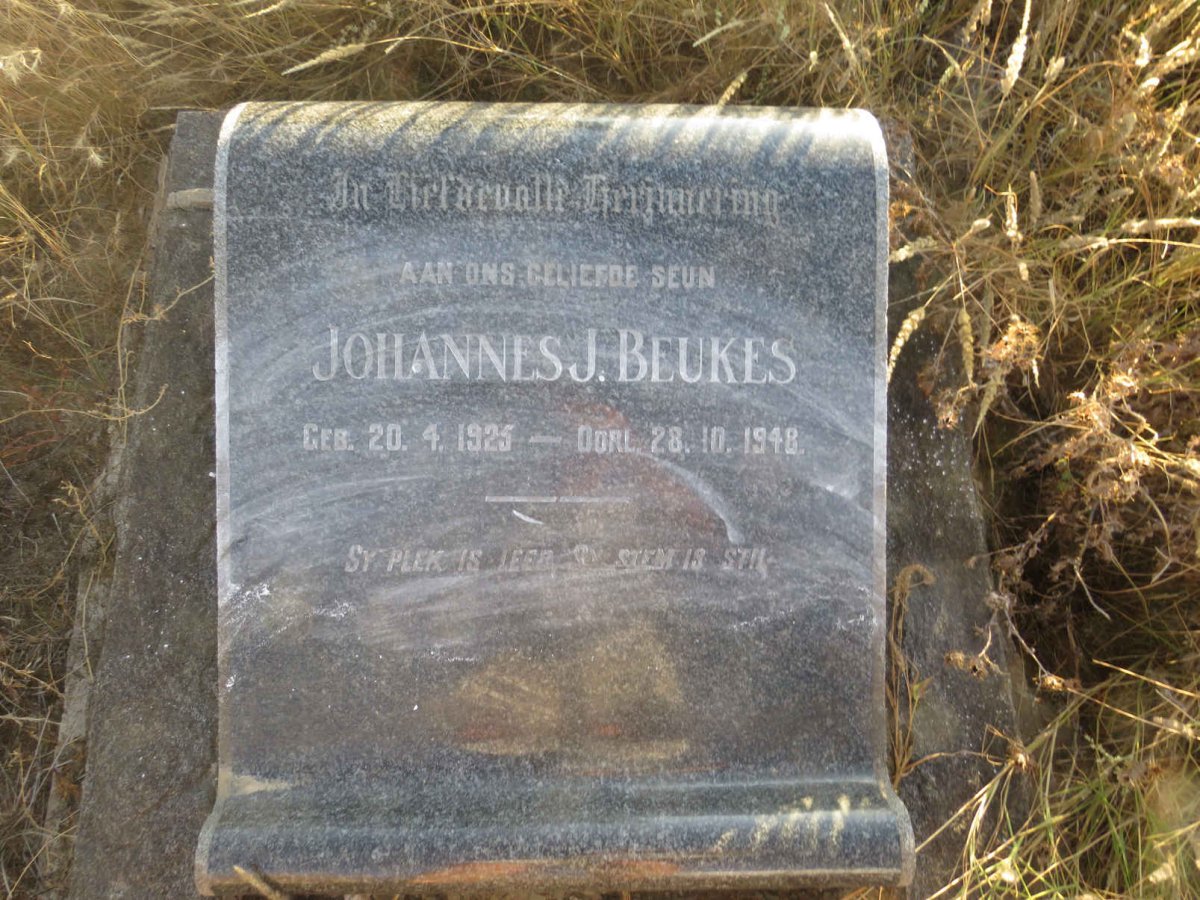 In Liefdevolle Herinnering
AAN ONS GELIEFDE SEUN
JOHANNES J. BEUKES
GEB. 20. 4. 1925 — OORL. 28. 10. 1948.
SY PLEK IS LEEG, SY STEM IS STIL